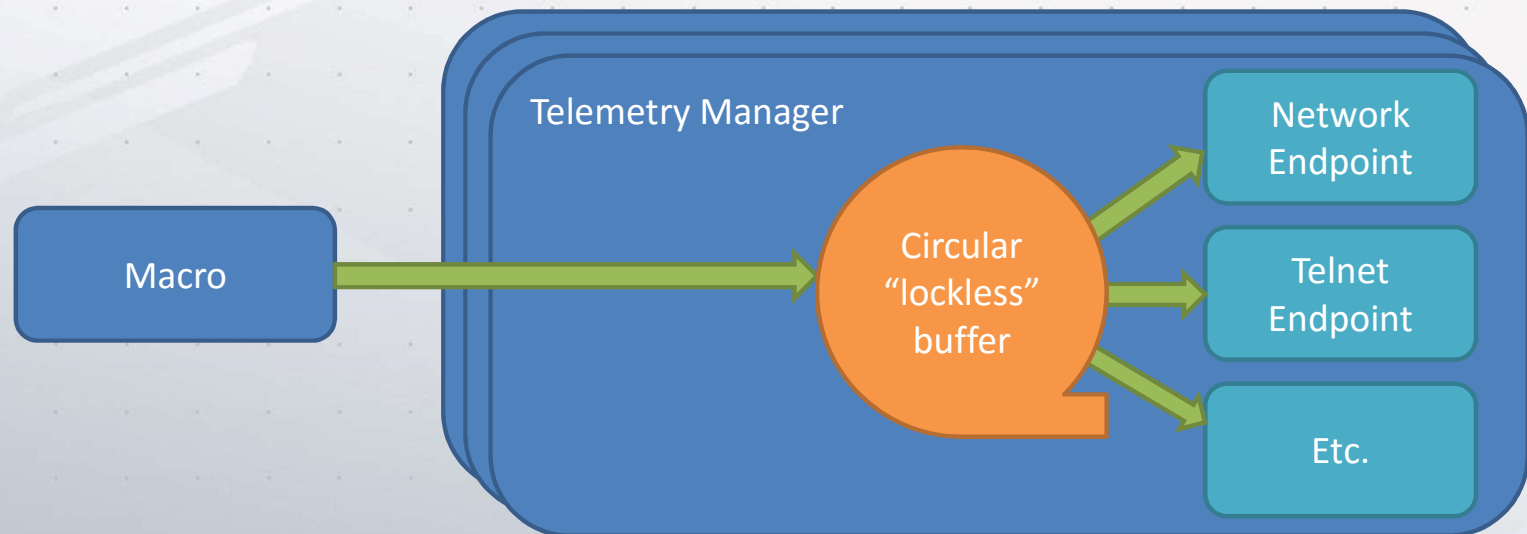 Telemetry Manager
Macro
Circular
“lockless”
buffer
Network
Endpoint
Telnet
Endpoint
Etc.